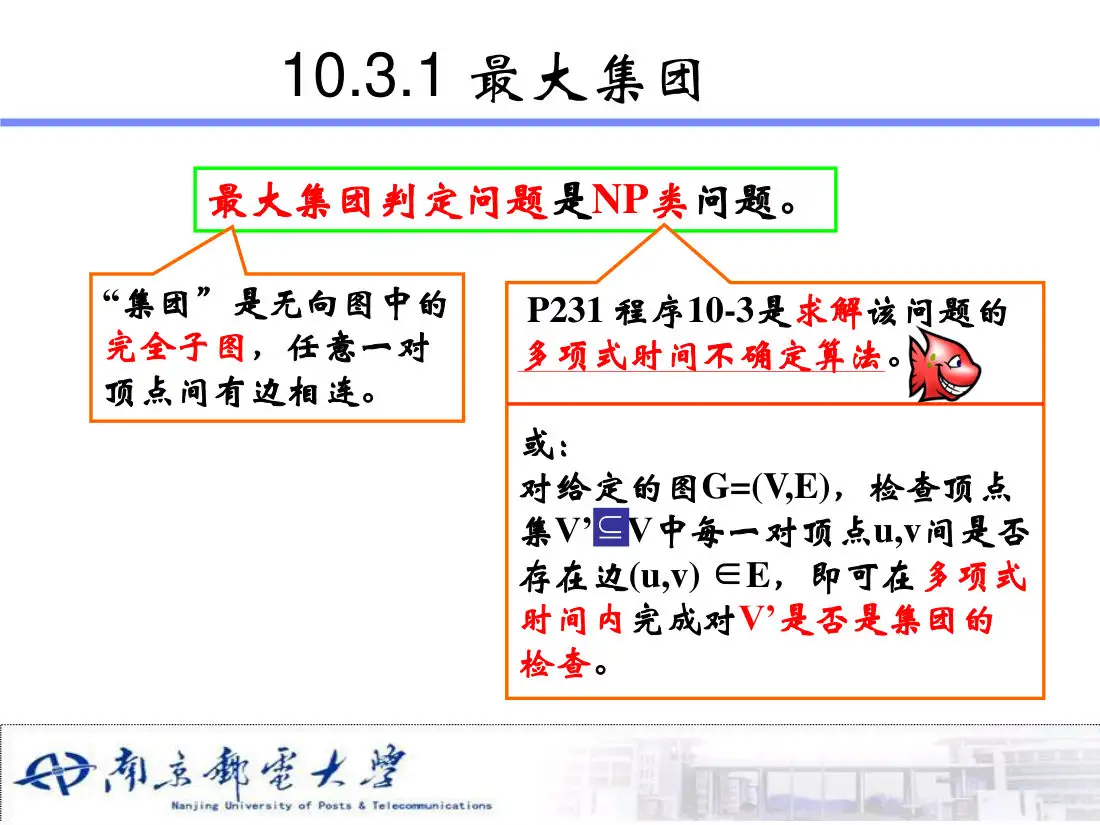 10.3.1 最大集团
最大集团判定问题是NP类问题。
“集团”是无向图中的
完全子图，任意一对
顶点间有边相连。
P231 程序10-3是求解该问题的
多项式时间不确定算法。
或：
对给定的图G=(V,E)，检查顶点
集V’⊆V中每一对顶点u,v间是否
存在边(u,v) ∈E，即可在多项式
时间内完成对V’是否是集团的
检查。
南京邮电大学
Nanjing University of Posts & Telecommunications